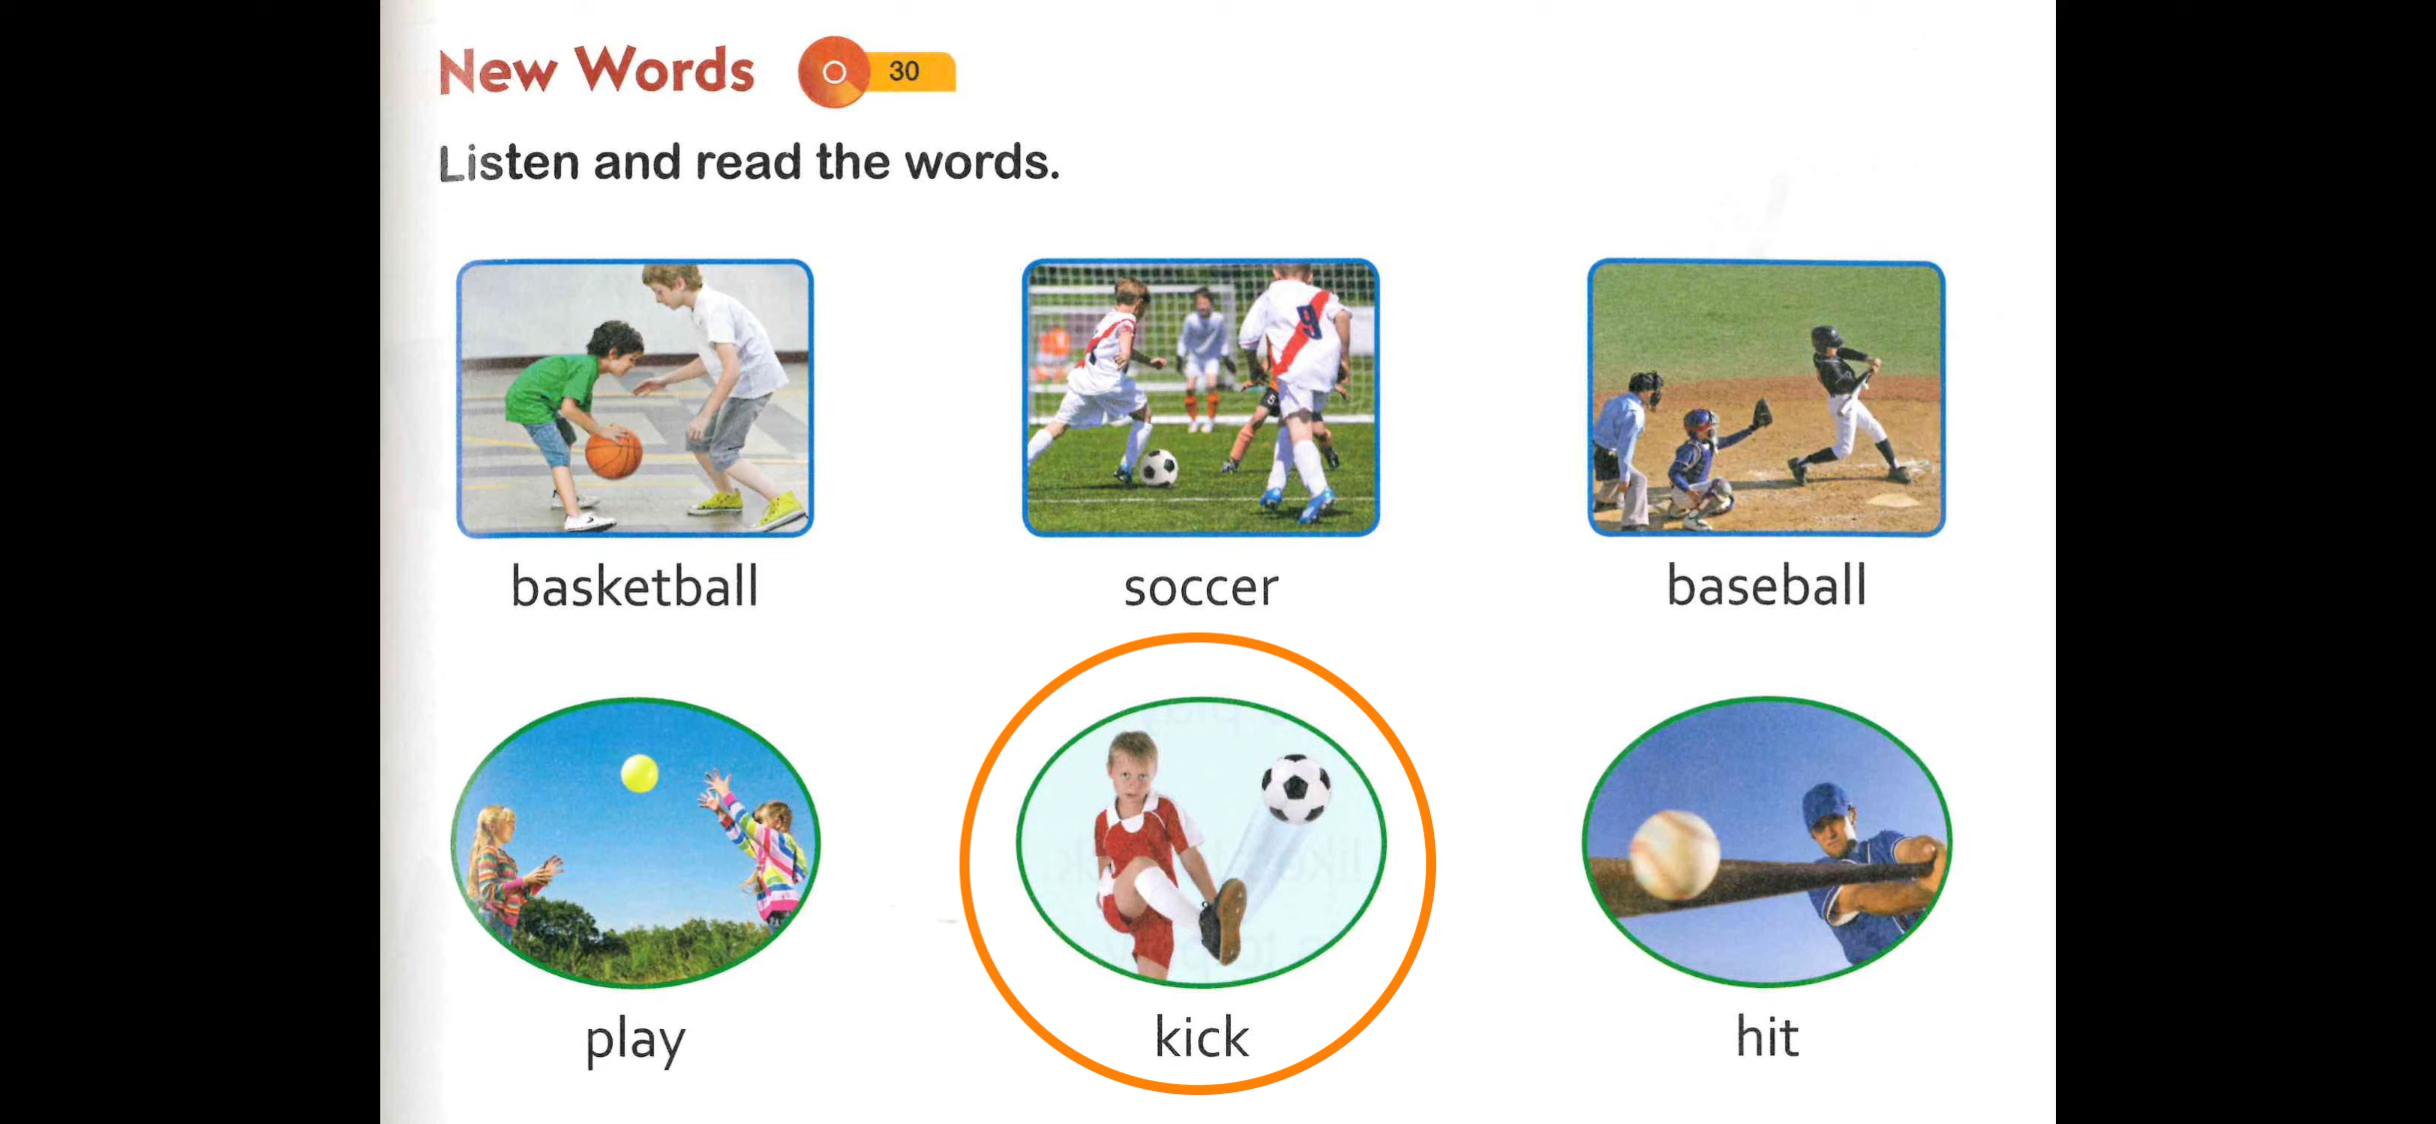 New Words 30
Listen and read the words.
basketball soccer baseball
play kick hit